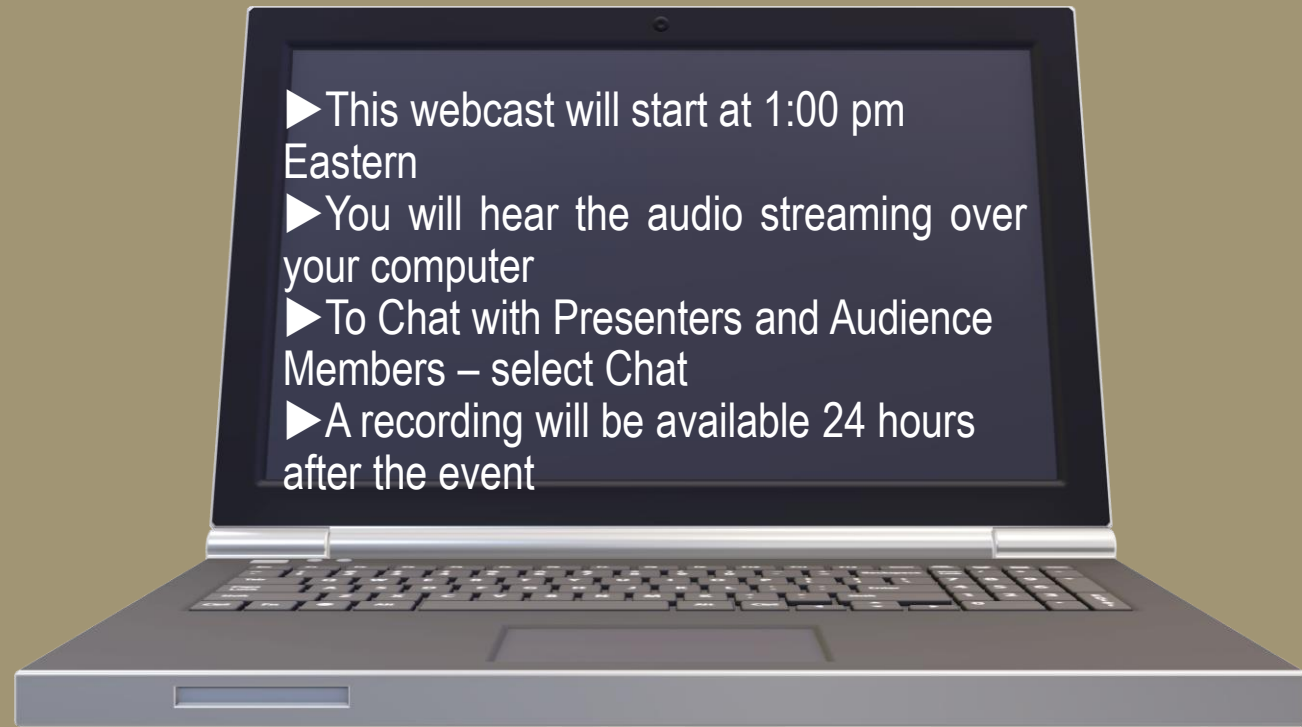 ▶This webcast will start at 1:00 pm
Eastern
▶You will hear the audio streaming over
your computer
▶To Chat with Presenters and Audience
Members – select Chat
▶A recording will be available 24 hours
after the event